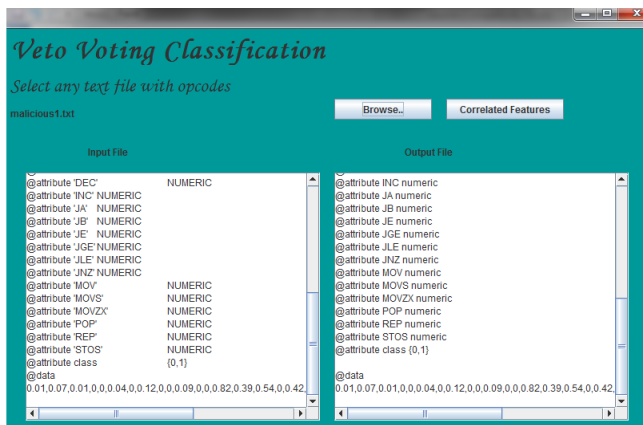 Veto Voting Classification
Select any text file with opcodes
malicious1.txt
Browse..
Correlated Features
Input File
Output File
@attribute 'DEC' NUMERIC
@attribute 'INC' NUMERIC
@attribute 'JA' NUMERIC
@attribute 'JB' NUMERIC
@attribute 'JE' NUMERIC
@attribute 'JGE' NUMERIC
@attribute 'JLE' NUMERIC
@attribute 'JNZ' NUMERIC
@attribute 'MOV' NUMERIC
@attribute 'MOVS' NUMERIC
@attribute 'MOVZX' NUMERIC
@attribute 'POP' NUMERIC
@attribute 'REP' NUMERIC
@attribute 'STOS' NUMERIC
@attribute class {0,1}
@data
0.01,0.07,0.01,0,0,0.04,0,0.12,0,0,0.09,0,0,0.82,0.39,0.54,0,0.42,
@attribute INC numeric
@attribute JA numeric
@attribute JB numeric
@attribute JE numeric
@attribute JGE numeric
@attribute JLE numeric
@attribute JNZ numeric
@attribute MOV numeric
@attribute MOVS numeric
@attribute MOVZX numeric
@attribute POP numeric
@attribute REP numeric
@attribute STOS numeric
@attribute class {0,1}
@data
0.01,0.07,0.01,0,0,0.04,0,0.12,0,0,0.09,0,0,0.82,0.39,0.54,0,0.42,